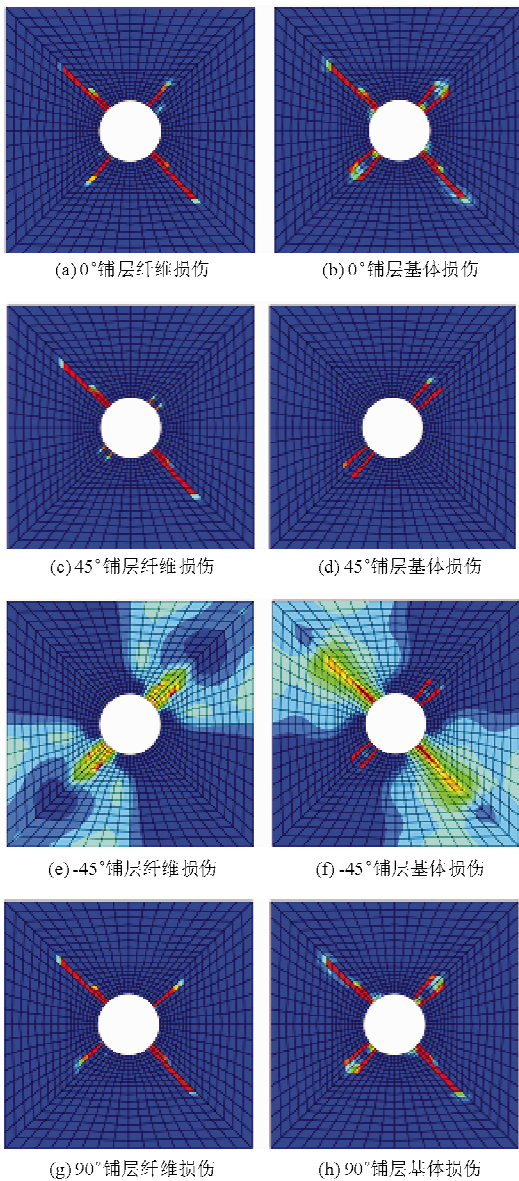 (a) 0°铺层纤维损伤
(b) 0°铺层基体损伤
(c) 45°铺层纤维损伤
(d) 45°铺层基体损伤
(e) -45°铺层纤维损伤
(f) -45°铺层基体损伤
(g) 90°铺层纤维损伤
(h) 90°铺层基体损伤